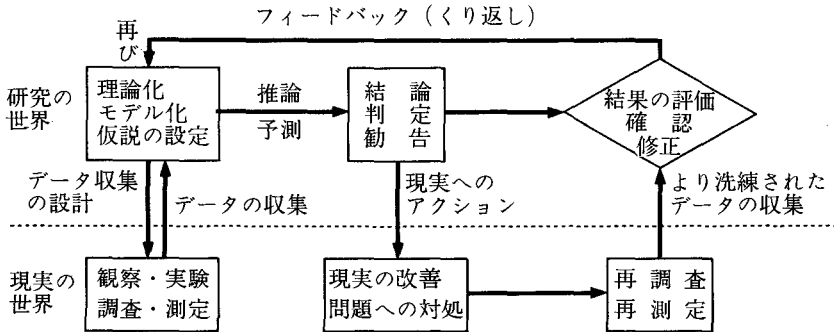 フィードバック（くり返し）
再び
研究の世界
理論化
モデル化
仮説の設定
推論
予測
結論
判定
勧告
結果の評価
確認
修正
データ収集の設計
データの収集
現実へのアクション
より洗練されたデータの収集
現実の世界
観察・実験
調査・測定
現実の改善
問題への対処
再調査
再測定